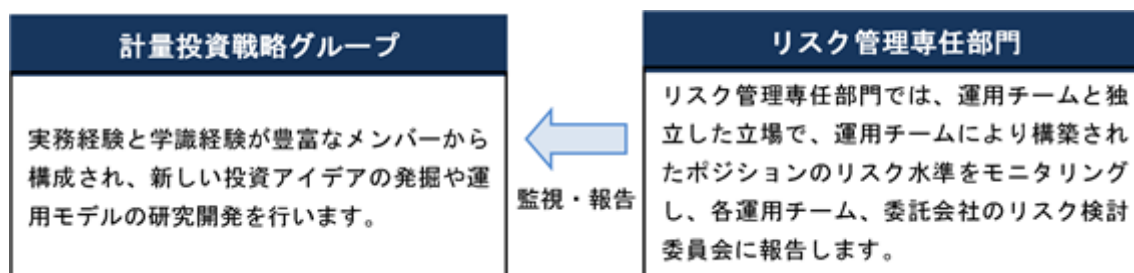 計量投資戦略グループ
実務経験と学識経験が豊富なメンバーから
構成され、新しい投資アイデアの発掘や運
用モデルの研究開発を行います。
監視・報告
リスク管理専任部門
リスク管理専任部門では、運用チームと独
立した立場で、運用チームにより構築され
たポジションのリスク水準をモニタリング
し、各運用チーム、委託会社のリスク検討
委員会に報告します。